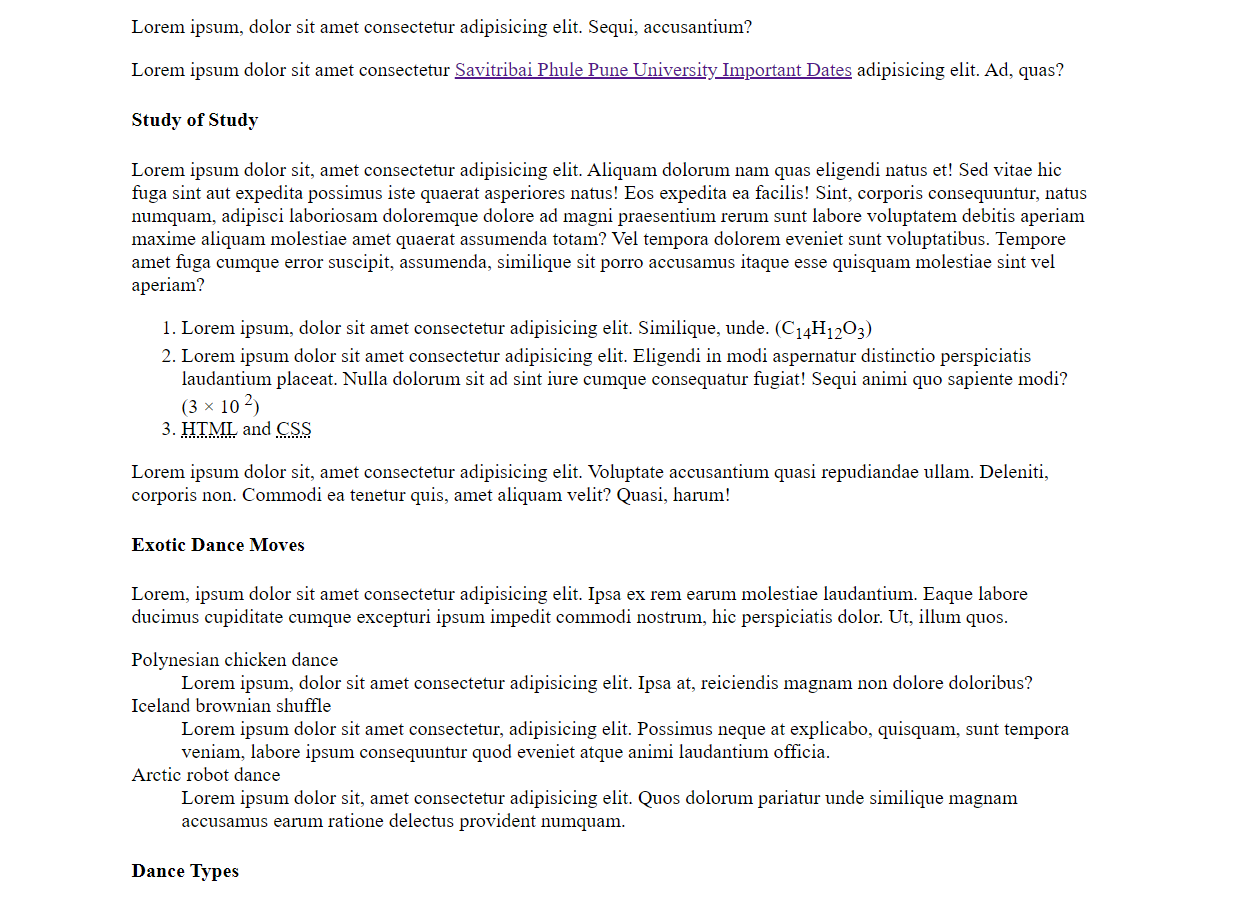 Lorem ipsum, dolor sit amet consectetur adipisicing elit. Sequi, accusantium?
Lorem ipsum dolor sit amet consectetur Savitribai Phule Pune University Important Dates adipisicing elit. Ad, quas?
Study of Study
Lorem ipsum dolor sit, amet consectetur adipisicing elit. Aliquam dolorum nam quas eligendi natus et! Sed vitae hic
fuga sint aut expedita possimus iste quaerat asperiores natus! Eos expedita ea facilis! Sint, corporis consequuntur, natus
numquam, adipisci laboriosam doloremque dolore ad magni praesentium rerum sunt labore voluptatem debitis aperiam
maxime aliquam molestiae amet quaerat assumenda totam? Vel tempora dolorem eveniet sunt voluptatibus. Tempore
amet fuga cumque error suscipit, assumenda, similique sit porro accusamus itaque esse quisquam molestiae sint vel
aperiam?
1. Lorem ipsum, dolor sit amet consectetur adipisicing elit. Similique, unde. (C₁₄H₁₂O₃)
2. Lorem ipsum dolor sit amet consectetur adipisicing elit. Eligendi in modi aspernatur distinctio perspiciatis
laudantium placeat. Nulla dolorum sit ad sint iure cumque consequatur fugiat! Sequi animi quo sapiente modi?
(3 × 10 ²)
3. HTML and CSS
Lorem ipsum dolor sit, amet consectetur adipisicing elit. Voluptate accusantium quasi repudiandae ullam. Deleniti,
corporis non. Commodi ea tenetur quis, amet aliquam velit? Quasi, harum!
Exotic Dance Moves
Lorem, ipsum dolor sit amet consectetur adipisicing elit. Ipsa ex rem earum molestiae laudantium. Eaque labore
ducimus cupiditate cumque excepturi ipsum impedit commodi nostrum, hic perspiciatis dolor. Ut, illum quos.
Polynesian chicken dance
Lorem ipsum, dolor sit amet consectetur adipisicing elit. Ipsa at, reiciendis magnam non dolore doloribus?
Iceland brownian shuffle
Lorem ipsum dolor sit amet consectetur, adipisicing elit. Possimus neque at explicabo, quisquam, sunt tempora
veniam, labore ipsum consequuntur quod eveniet atque animi laudantium officia.
Arctic robot dance
Lorem ipsum dolor sit, amet consectetur adipisicing elit. Quos dolorum pariatur unde similique magnam
accusamus earum ratione delectus provident numquam.
Dance Types